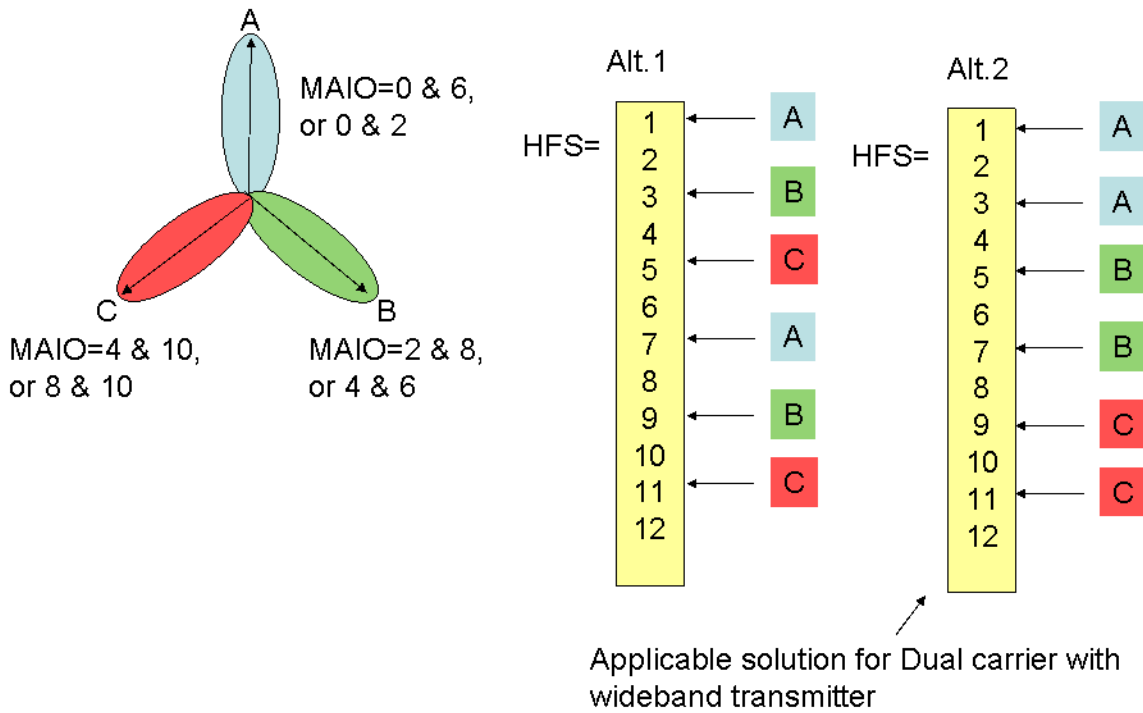 A
MAIO=0 & 6,
or 0 & 2
C
B
MAIO=4 & 10,
or 8 & 10
MAIO=2 & 8,
or 4 & 6
Alt.1
HFS=
1
2
3
4
5
6
7
8
9
10
11
12
A
B
C
A
B
C
Alt.2
HFS=
1
2
3
4
5
6
7
8
9
10
11
12
A
A
B
B
C
C
Applicable solution for Dual carrier with
wideband transmitter